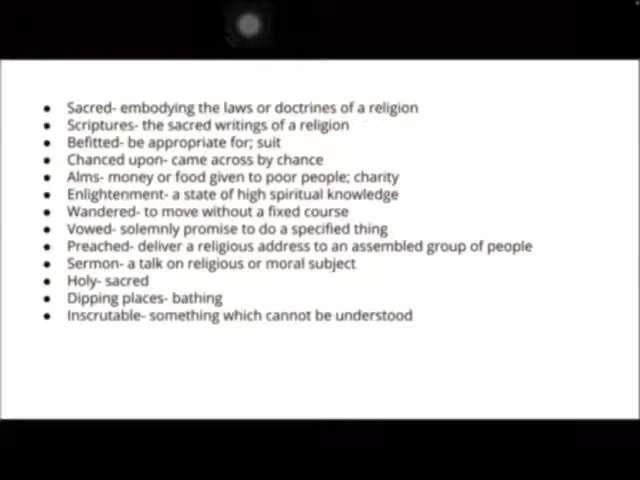 • Sacred- embodying the laws or doctrines of a religion
• Scriptures- the sacred writings of a religion
• Befitted- be appropriate for; suit
• Chanced upon- came across by chance
• Alms- money or food given to poor people; charity
• Enlightenment- a state of high spiritual knowledge
• Wandered- to move without a fixed course
• Vowed- solemnly promise to do a specified thing
• Preached- deliver a religious address to an assembled group of people
• Sermon- a talk on religious or moral subject
• Holy- sacred
• Dipping places- bathing
• Inscrutable- something which cannot be understood